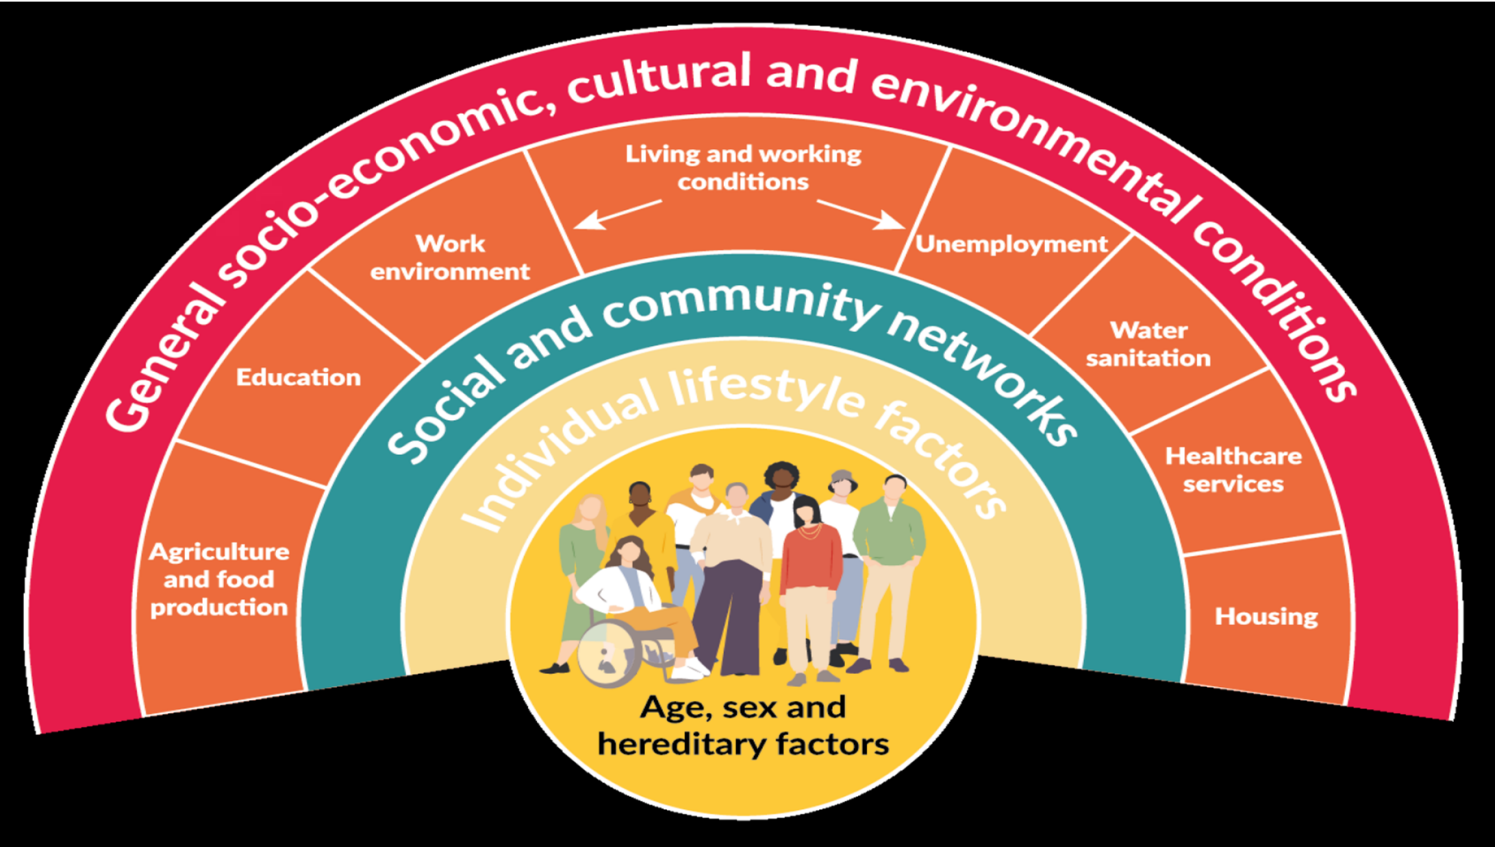 General socio-economic, cultural and environmental conditions
Living and working
conditions
Work
environment
Unemployment
Education
Water
sanitation
Agriculture
and food
production
Healthcare
services
Housing
Social and community networks
Individual lifestyle factors
Age, sex and
hereditary factors